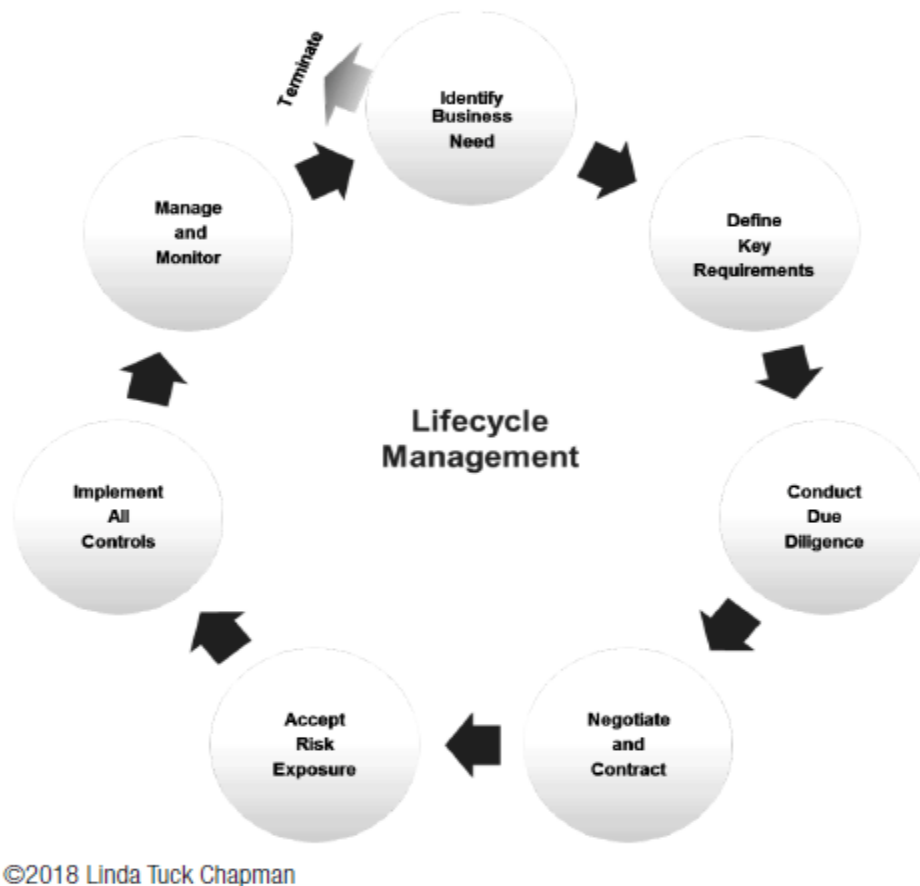 Terminate
Identify
Business
Need
Define
Key
Requirements
Conduct
Due
Diligence
Negotiate
and
Contract
Accept
Risk
Exposure
Implement
All
Controls
Manage
and
Monitor
Lifecycle
Management
©2018 Linda Tuck Chapman